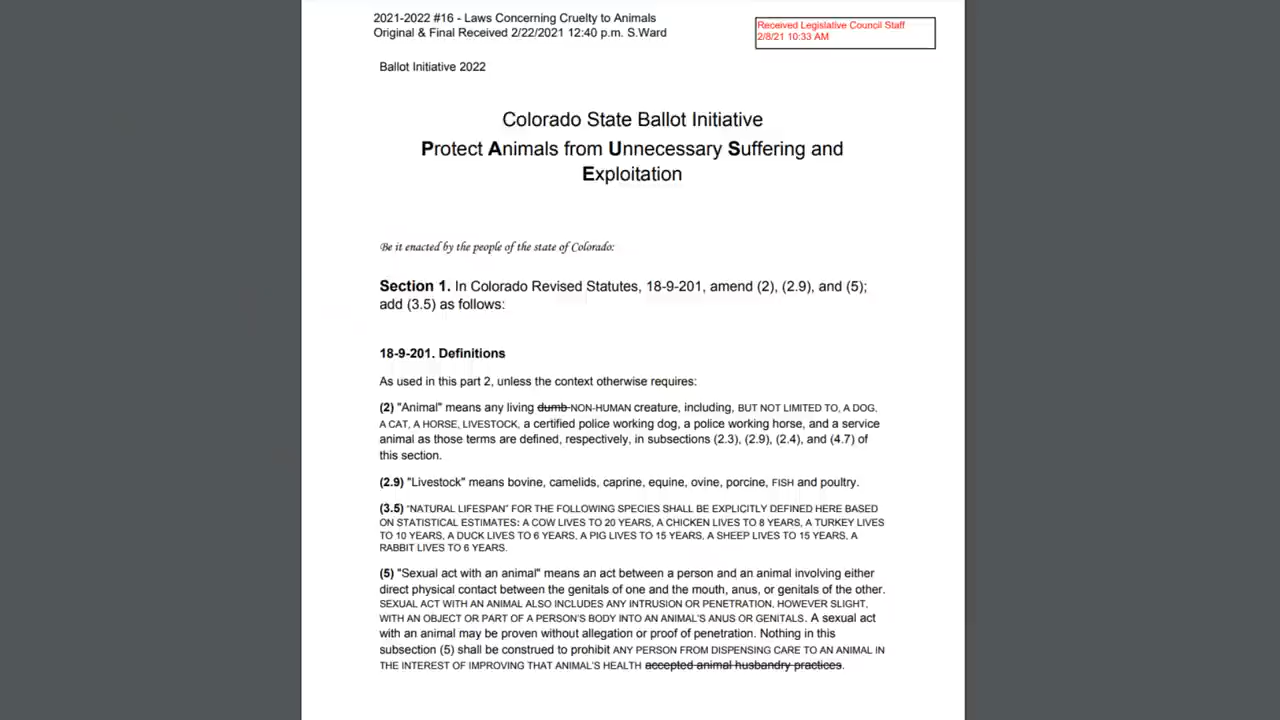 2021-2022 #16 - Laws Concerning Cruelty to Animals
Original & Final Received 2/22/2021 12:40 p.m. S.Ward
Received Legislative Council Staff
2/8/21 10:33 AM
Ballot Initiative 2022
Colorado State Ballot Initiative
Protect Animals from Unnecessary Suffering and
Exploitation
Be it enacted by the people of the state of Colorado:
Section 1. In Colorado Revised Statutes, 18-9-201, amend (2), (2.9), and (5);
add (3.5) as follows:
18-9-201. Definitions
As used in this part 2, unless the context otherwise requires:
(2) "Animal" means any living dumb NON-HUMAN creature, including, BUT NOT LIMITED TO, A DOG,
A CAT, A HORSE, LIVESTOCK, a certified police working dog, a police working horse, and a service
animal as those terms are defined, respectively, in subsections (2.3), (2.9), (2.4), and (4.7) of
this section.
(2.9) "Livestock" means bovine, camelids, caprine, equine, ovine, porcine, FISH and poultry.
(3.5) "NATURAL LIFESPAN" FOR THE FOLLOWING SPECIES SHALL BE EXPLICITLY DEFINED HERE BASED
ON STATISTICAL ESTIMATES: A COW LIVES TO 20 YEARS, A CHICKEN LIVES TO 8 YEARS, A TURKEY LIVES
TO 10 YEARS, A DUCK LIVES TO 6 YEARS, A PIG LIVES TO 15 YEARS, A SHEEP LIVES TO 15 YEARS, A
RABBIT LIVES TO 6 YEARS.
(5) "Sexual act with an animal" means an act between a person and an animal involving either
direct physical contact between the genitals of one and the mouth, anus, or genitals of the other.
SEXUAL ACT WITH AN ANIMAL ALSO INCLUDES ANY INTRUSION OR PENETRATION, HOWEVER SLIGHT,
WITH AN OBJECT OR PART OF A PERSON'S BODY INTO AN ANIMAL'S ANUS OR GENITALS. A sexual act
with an animal may be proven without allegation or proof of penetration. Nothing in this
subsection (5) shall be construed to prohibit ANY PERSON FROM DISPENSING CARE TO AN ANIMAL IN
THE INTEREST OF IMPROVING THAT ANIMAL'S HEALTH accepted animal husbandry practices.